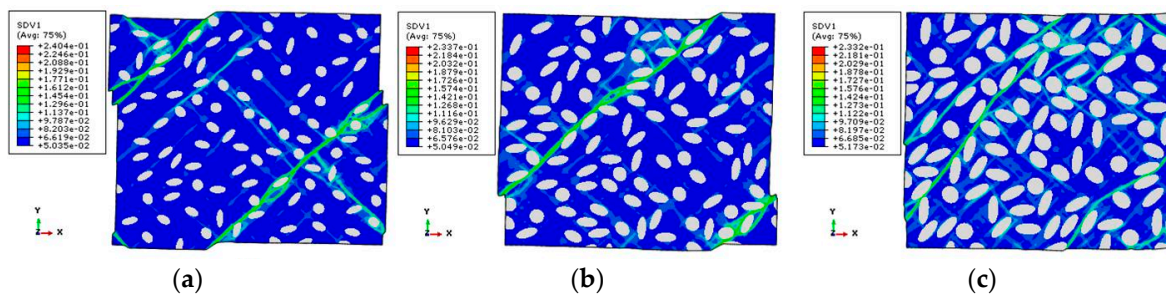 SDV1
(Avg: 75%)
+2.404e-01
+2.246e-01
+2.088e-01
+1.929e-01
+1.771e-01
+1.612e-01
+1.454e-01
+1.296e-01
+1.137e-01
+9.787e-02
+8.203e-02
+6.619e-02
+5.035e-02
Y
Z X
(a)
SDV1
(Avg: 75%)
+2.337e-01
+2.184e-01
+2.032e-01
+1.879e-01
+1.726e-01
+1.574e-01
+1.421e-01
+1.268e-01
+1.116e-01
+9.629e-02
+8.103e-02
+6.576e-02
+5.049e-02
Y
Z X
(b)
SDV1
(Avg: 75%)
+2.332e-01
+2.181e-01
+2.029e-01
+1.878e-01
+1.727e-01
+1.576e-01
+1.424e-01
+1.273e-01
+1.122e-01
+9.709e-02
+8.197e-02
+6.685e-02
+5.173e-02
Y
Z X
(c)